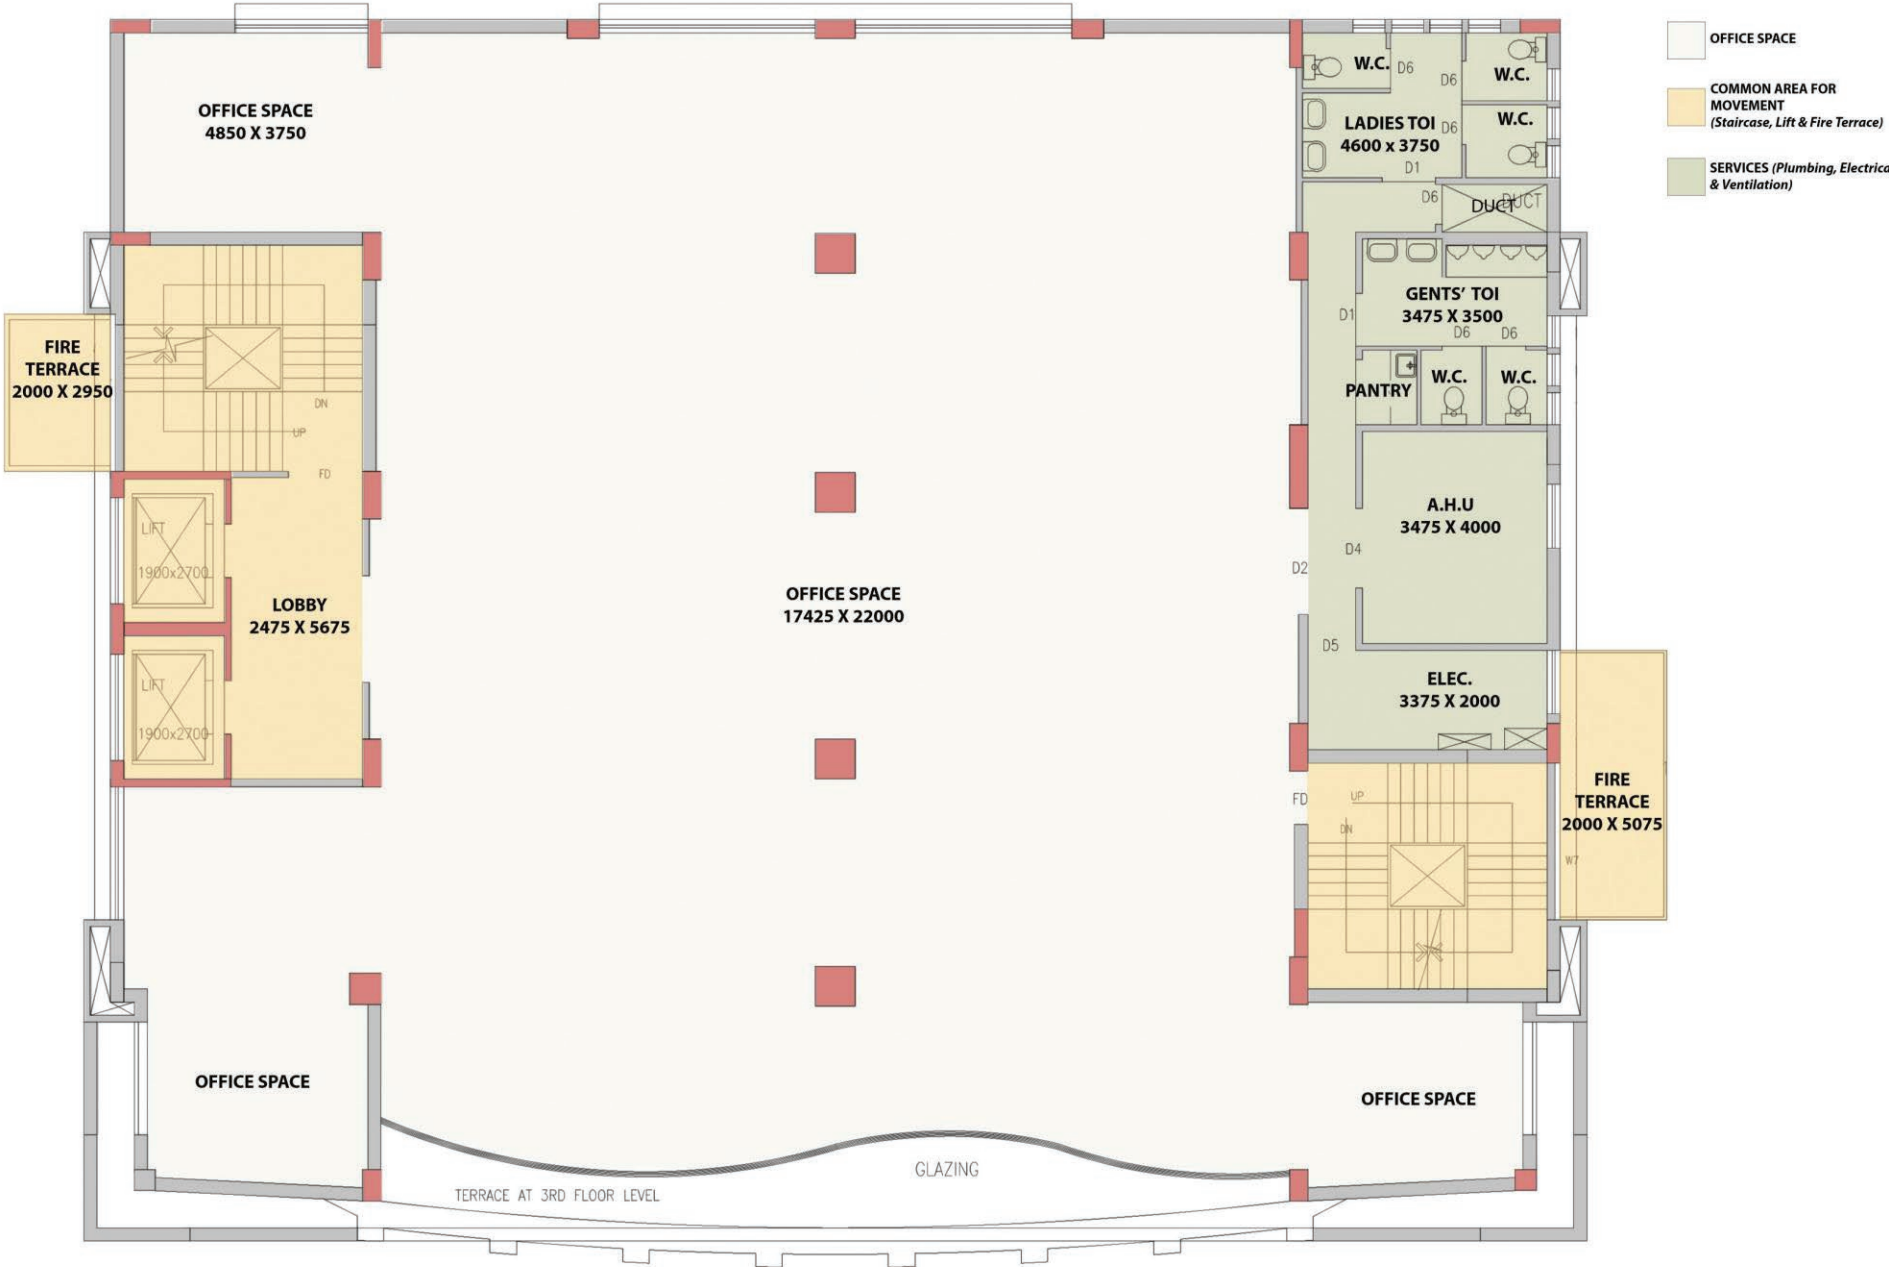 OFFICE SPACE
4850 X 3750
W.C.
D6
D6
W.C.
LADIES TOI
4600 x 3750
D6
W.C.
D1
D6
DUCT
DUCT
GENTS' TOI
3475 X 3500
D1
D6
D6
PANTRY
W.C.
W.C.
FIRE
TERRACE
2000 X 2950
DN
UP
FD
LIFT
1900x2700
LOBBY
2475 X 5675
LIFT
1900x2700
OFFICE SPACE
17425 X 22000
A.H.U
3475 X 4000
D4
D2
D5
ELEC.
3375 X 2000
FD
UP
DN
FIRE
TERRACE
2000 X 5075
W7
OFFICE SPACE
OFFICE SPACE
GLAZING
TERRACE AT 3RD FLOOR LEVEL
OFFICE SPACE
COMMON AREA FOR
MOVEMENT
(Staircase, Lift & Fire Terrace)
SERVICES (Plumbing, Electrica
& Ventilation)